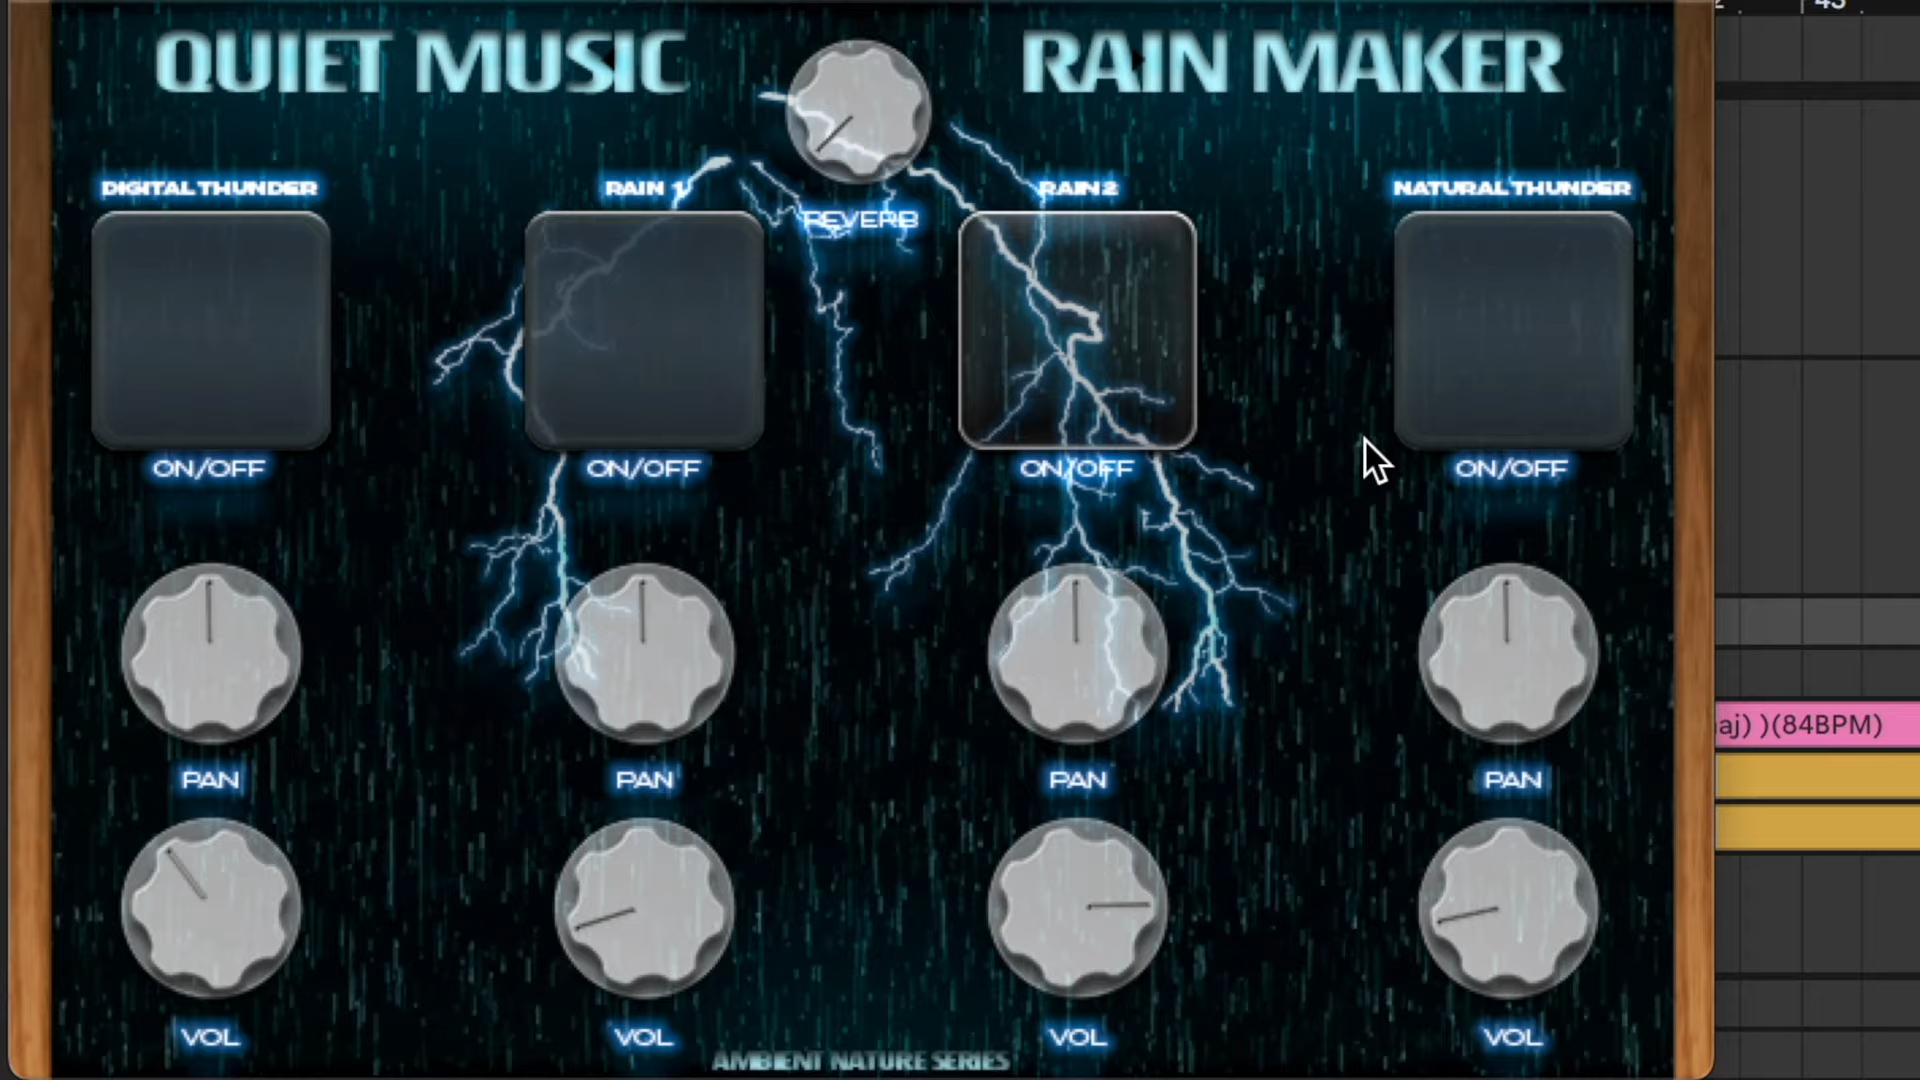 QUIET MUSIC
RAIN MAKER
DIGITAL THUNDER
RAIN 1
REVERB
RAIN 2
NATURAL THUNDER
ON/OFF
ON/OFF
ON/OFF
ON/OFF
PAN
PAN
PAN
PAN
VOL
VOL
VOL
VOL
AMBIENT NATURE SERIES
aj) )(84BPM)